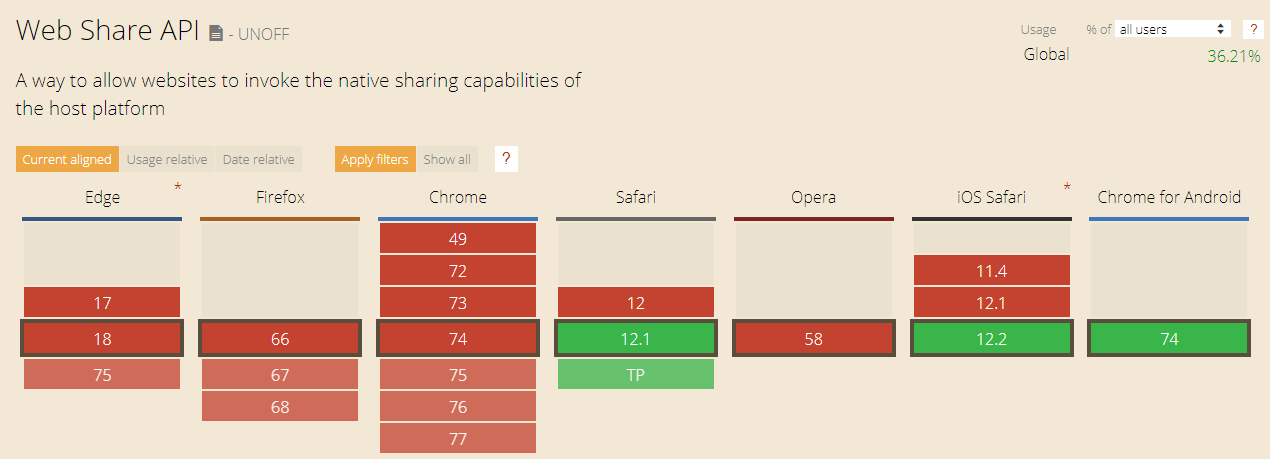 Web Share API - UNOFF
Usage % of all users ?
Global 36.21%
A way to allow websites to invoke the native sharing capabilities of
the host platform
Current aligned Usage relative Date relative Apply filters Show all ?
Edge * Firefox Chrome Safari Opera iOS Safari * Chrome for Android
49
72 11.4
17 73 12 12.1
18 66 74 12.1 58 12.2 74
75 67 75 TP
68 76
77